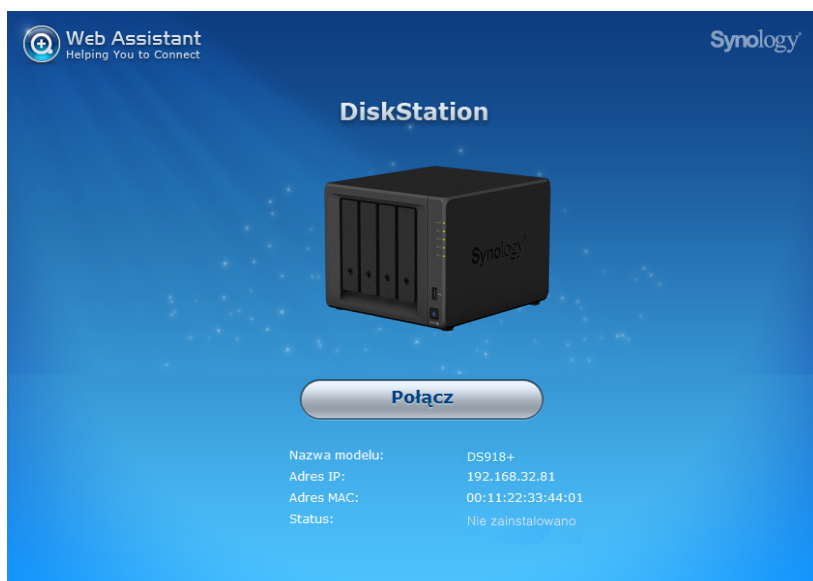 Web Assistant
Helping You to Connect
Synology
DiskStation
Synology
Połącz
Nazwa modelu: DS918+
Adres IP: 192.168.32.81
Adres MAC: 00:11:22:33:44:01
Status: Nie zainstalowano